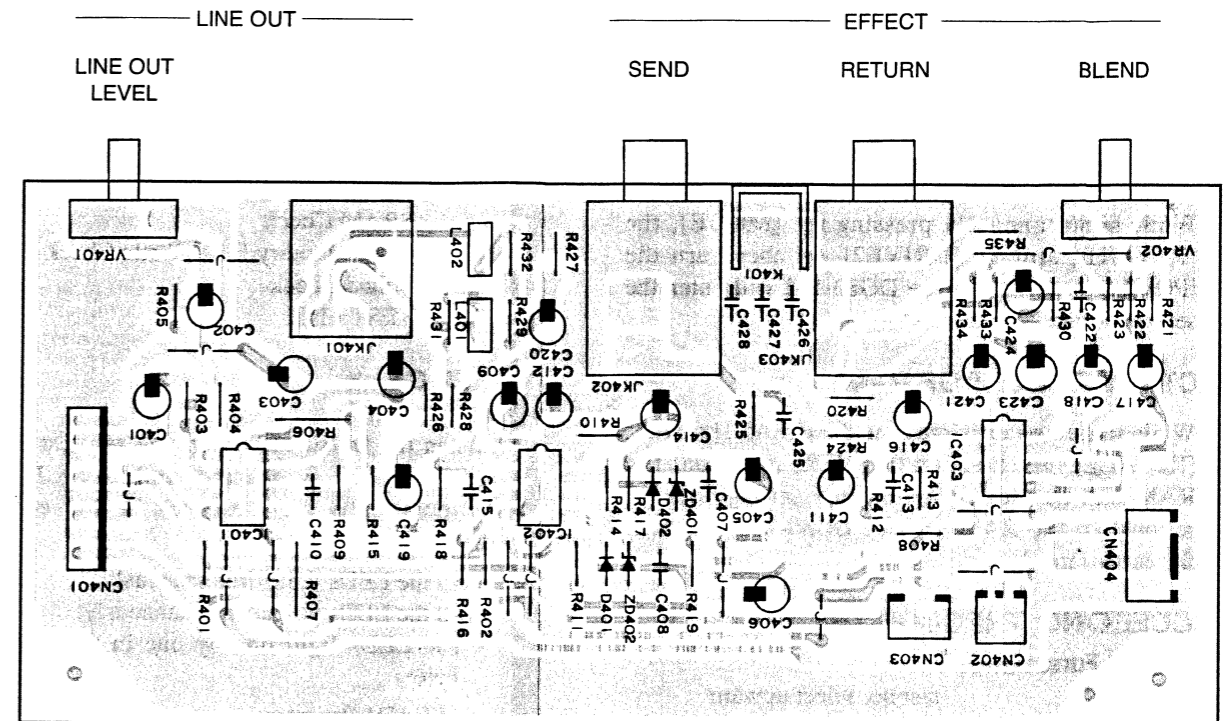 LINE OUT
EFFECT
LINE OUT
LEVEL
SEND
RETURN
BLEND
VR401
J
JK401
L402
R432
R427
K401
R435
J
VR402
R405
C402
R431
L401
R429
C420
C428
C427
C426
JK403
R434
R433
C424
R430
C422
R423
R422
R421
J
C403
C404
C409
C412
JK402
C401
R403
R404
R406
R426
R428
R410
C414
R425
C425
R420
R424
C416
C421
C423
C418
C417
IC403
J
J
IC401
C410
R409
R415
C419
R418
C415
IC402
R414
R417
D402
ZD401
C407
C405
C411
R412
C413
R413
R408
J
CN401
CN404
R401
J
J
R407
R416
R402
J
J
R411
D401
ZD402
C408
R419
J
C406
J
J
CN403
CN402